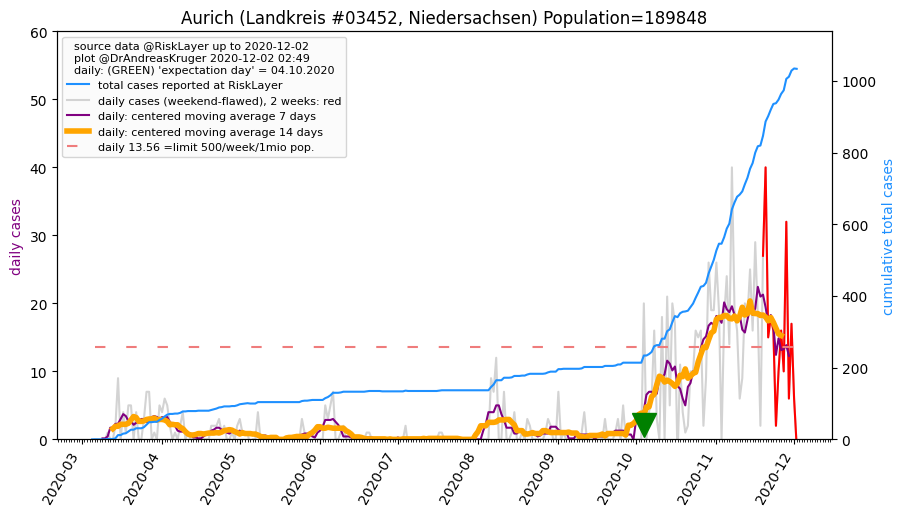 Aurich (Landkreis #03452, Niedersachsen) Population=189848
source data @RiskLayer up to 2020-12-02
plot @DrAndreasKruger 2020-12-02 02:49
daily: (GREEN) 'expectation day' = 04.10.2020
total cases reported at RiskLayer
daily cases (weekend-flawed), 2 weeks: red
daily: centered moving average 7 days
daily: centered moving average 14 days
daily 13.56 =limit 500/week/1mio pop.
daily cases
60
50
40
30
20
10
0
1000
800
600
400
200
0
cumulative total cases
2020-03
2020-04
2020-05
2020-06
2020-07
2020-08
2020-09
2020-10
2020-11
2020-12